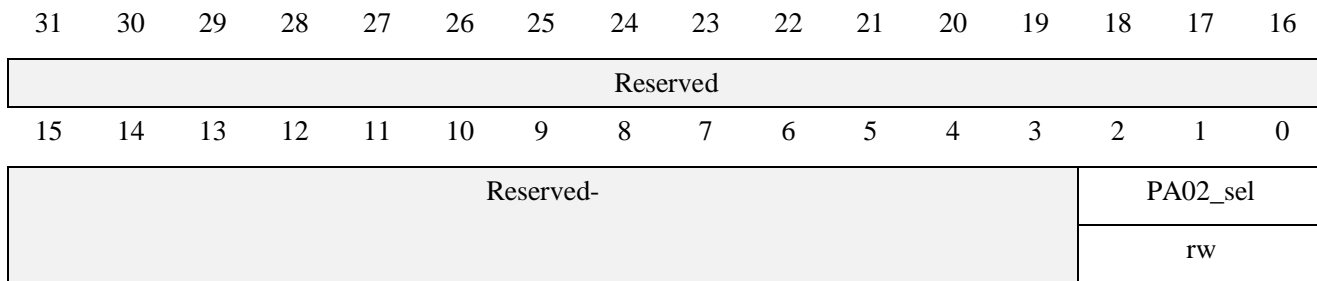 31 30 29 28 27 26 25 24 23 22 21 20 19 18 17 16
Reserved
15 14 13 12 11 10 9 8 7 6 5 4 3 2 1 0
Reserved- PA02_sel
rw